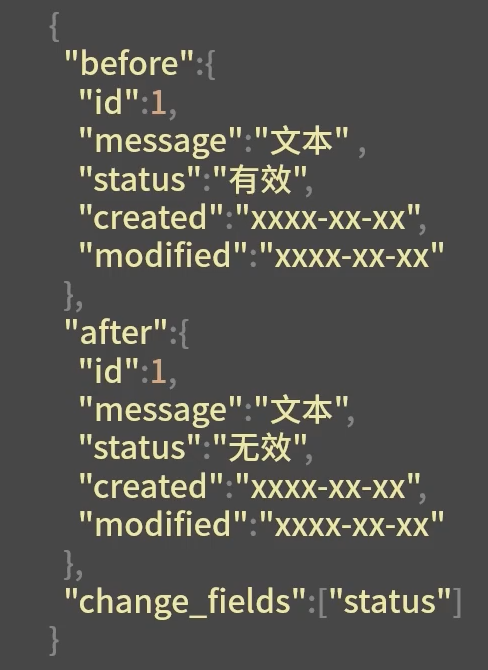 {
"before":{
"id":1,
"message":"文本" ,
"status":"有效",
"created":"xxxx-xx-xx",
"modified":"xxxx-xx-xx"
},
"after":{
"id":1,
"message":"文本",
"status":"无效",
"created":"xxxx-xx-xx",
"modified":"xxxx-xx-xx"
},
"change_fields":["status"]
}